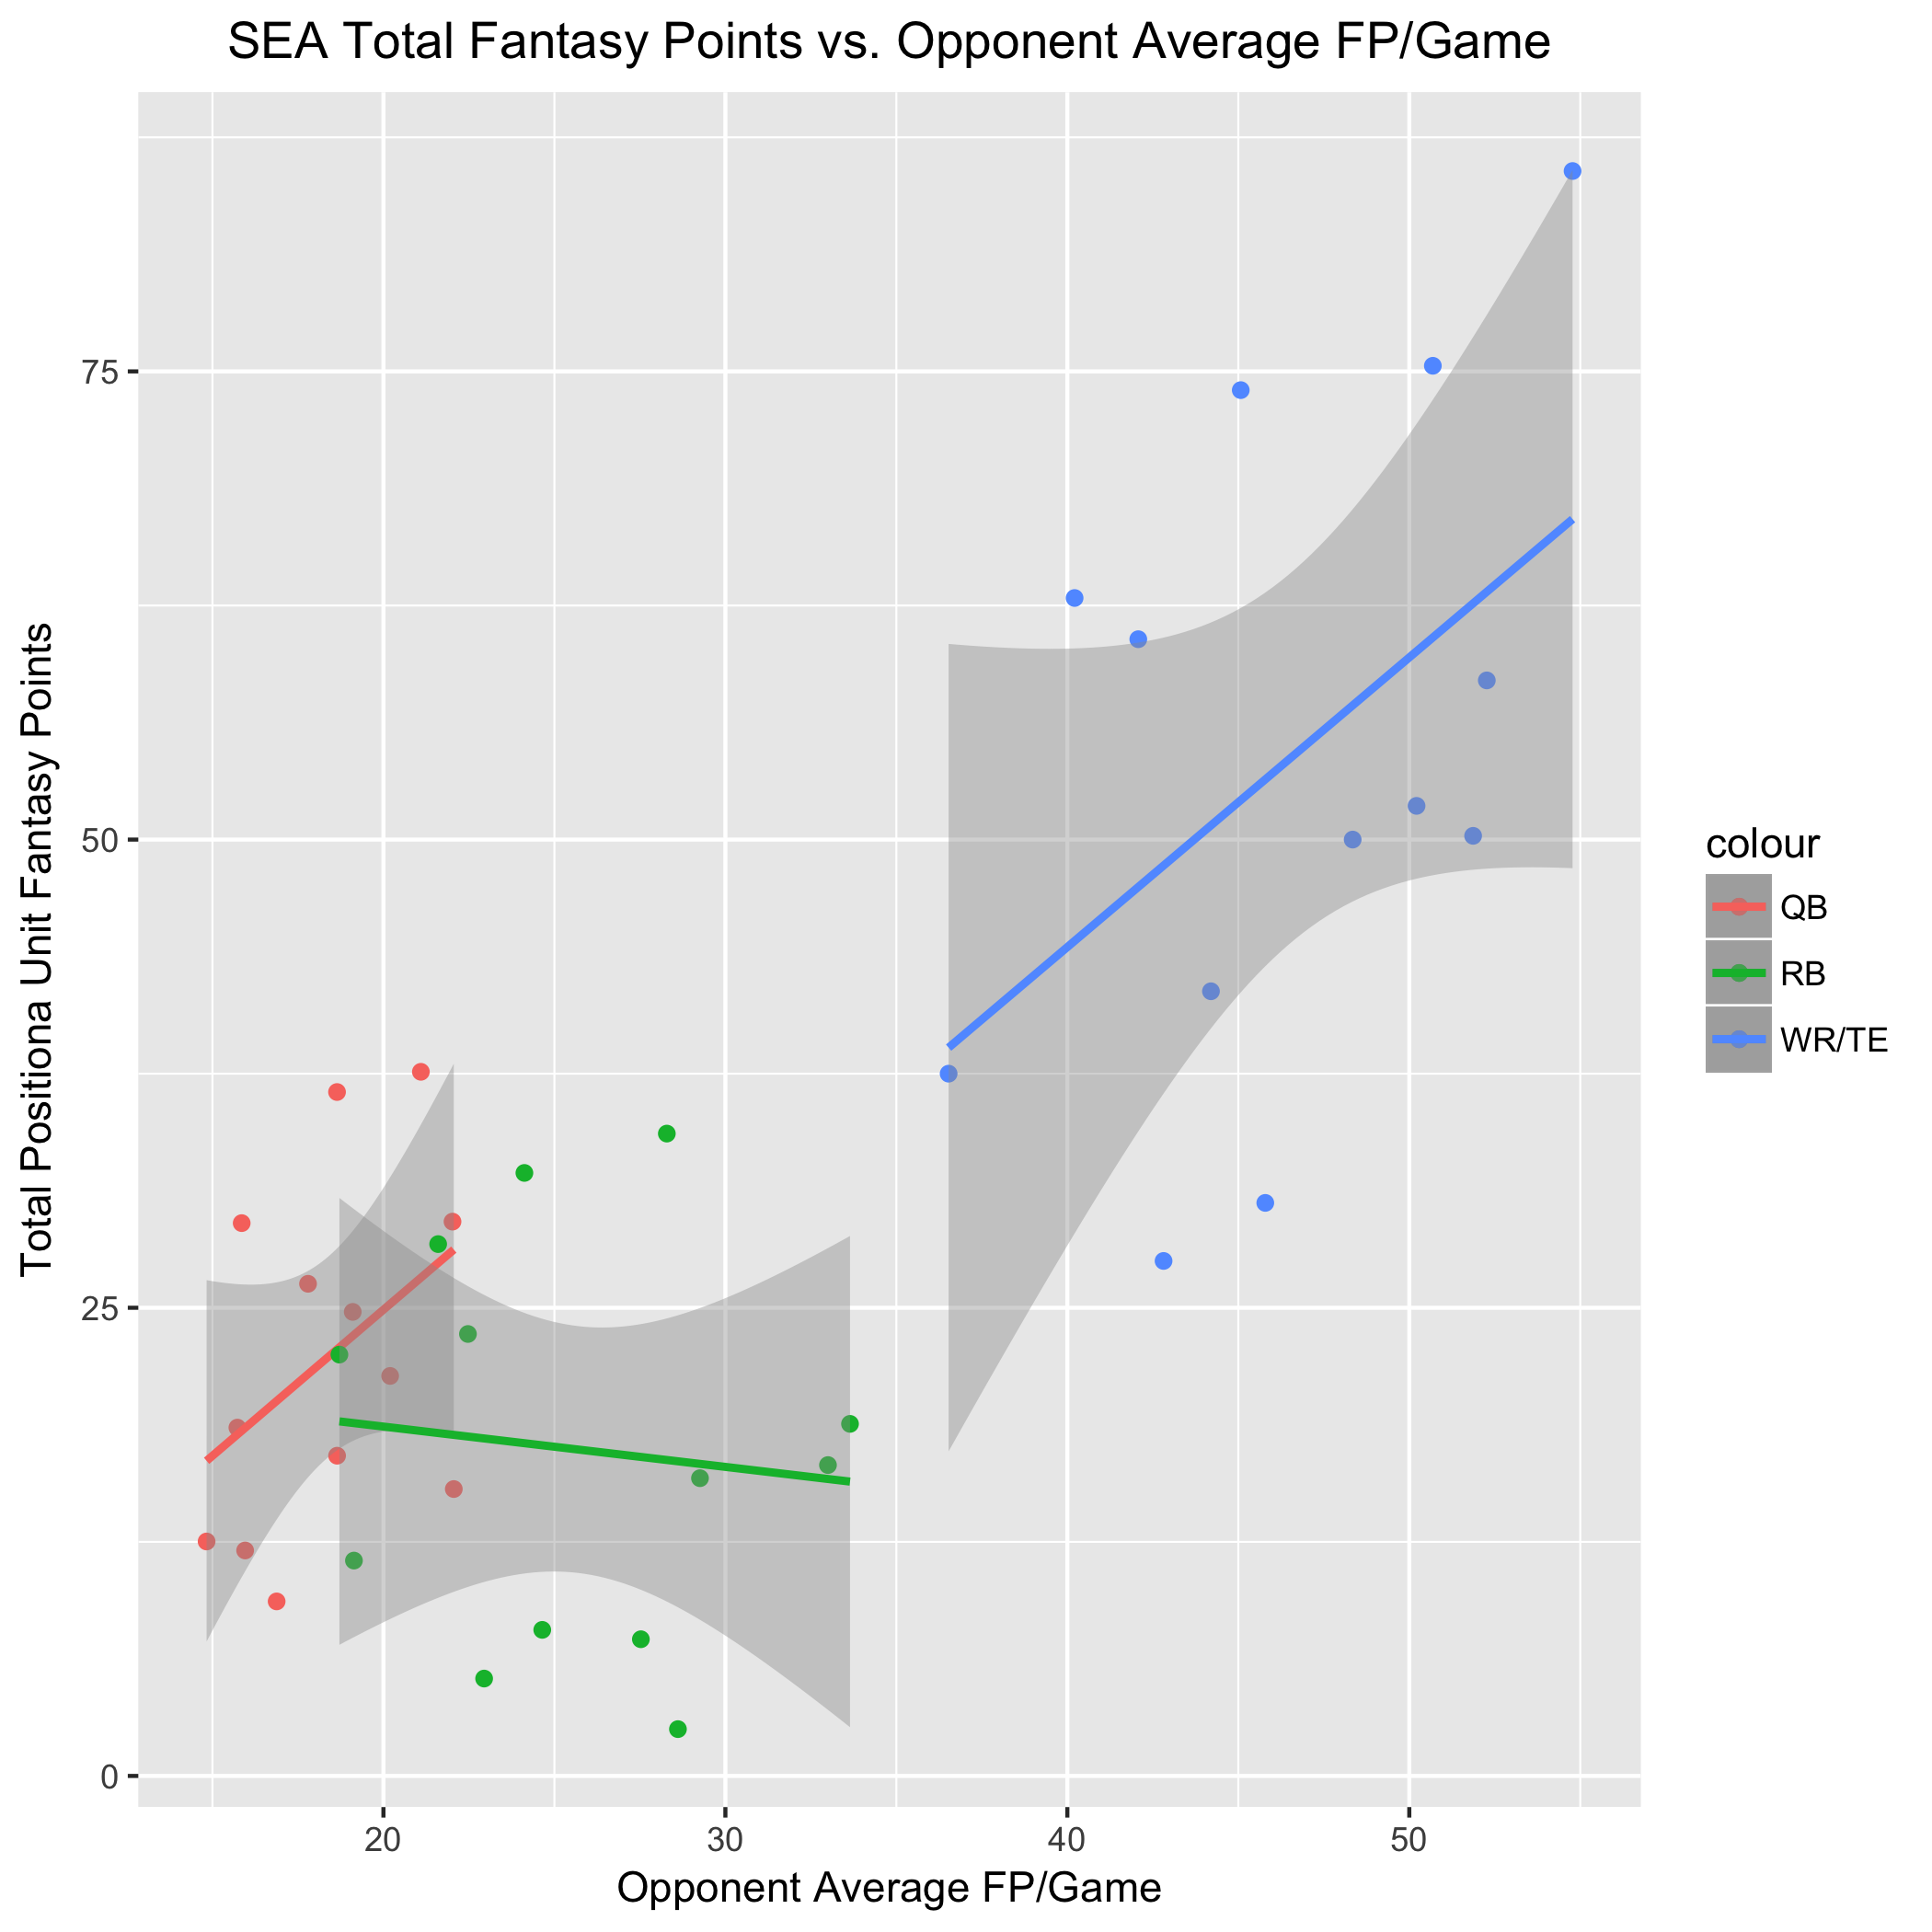 SEA Total Fantasy Points vs. Opponent Average FP/Game
Total Positiona Unit Fantasy Points
75
50
25
0
20 30 40 50
Opponent Average FP/Game
colour
QB
RB
WR/TE